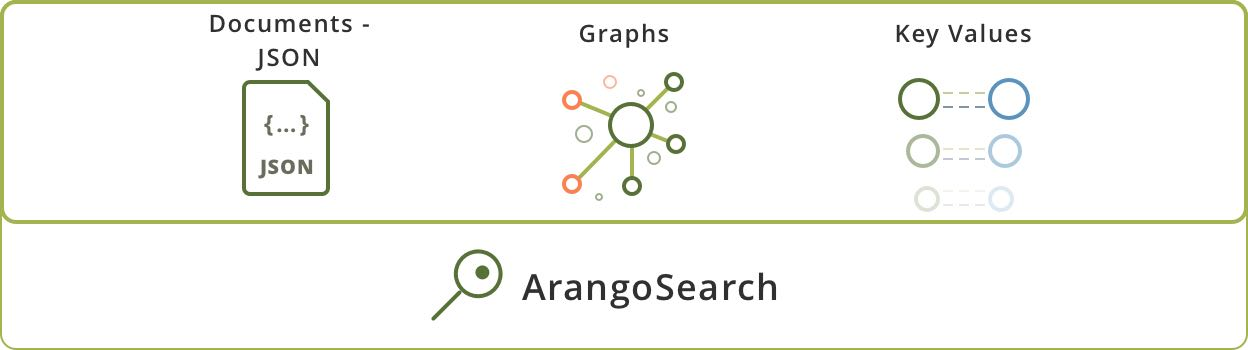 Documents -
JSON
Graphs
Key Values
{...}
JSON
ArangoSearch